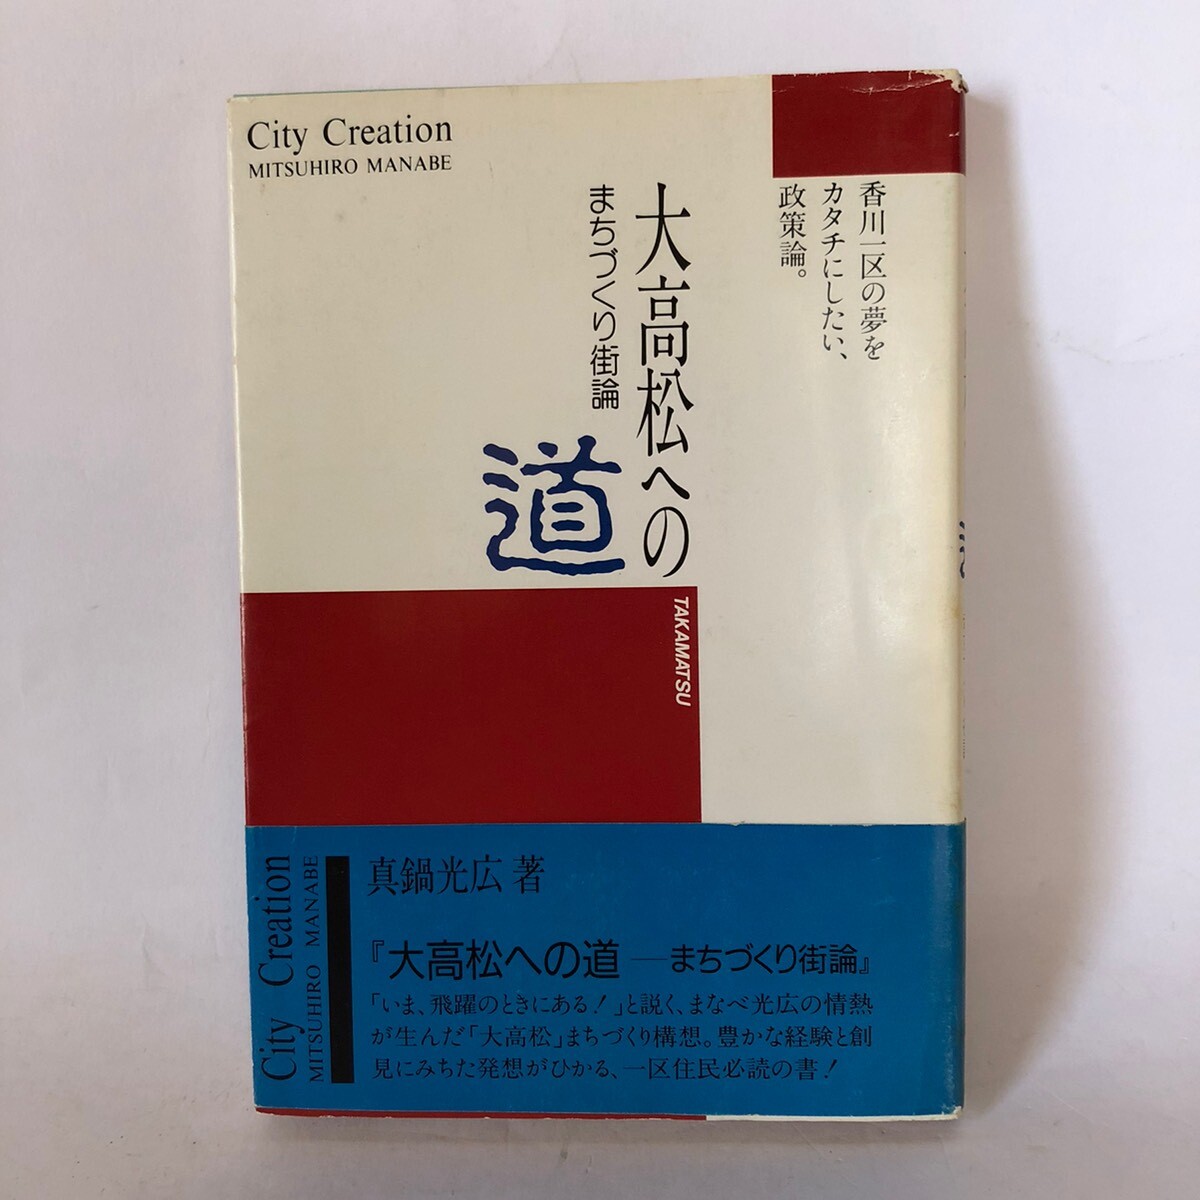 City Creation
MITSUHIRO MANABE
香川一区の夢を
カタチにしたい、
政策論。
大高松への
道
まちづくり街論
TAKAMATSU
City Creation
MITSUHIRO MANABE
真鍋光広 著
『大高松への道 ―まちづくり街論』
「いま、飛躍のときにある!」と説く、まなべ光広の情熱
が生んだ「大高松」まちづくり構想。豊かな経験と創
見にみちた発想がひかる、一区住民必読の書!